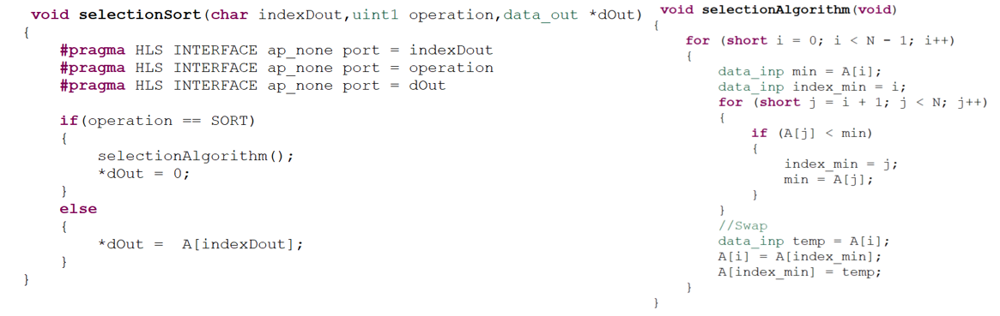 void selectionSort(char indexDout,uint1 operation,data_out *dOut)
{
#pragma HLS INTERFACE ap_none port = indexDout
#pragma HLS INTERFACE ap_none port = operation
#pragma HLS INTERFACE ap_none port = dOut
if(operation == SORT)
{
selectionAlgorithm();
*dOut = 0;
}
else
{
*dOut =  A[indexDout];
}
}
void selectionAlgorithm(void)
{
for (short i = 0; i < N - 1; i++)
{
data_inp min = A[i];
data_inp index_min = i;
for (short j = i + 1; j < N; j++)
{
if (A[j] < min)
{
index_min = j;
min = A[j];
}
}
//Swap
data_inp temp = A[i];
A[i] = A[index_min];
A[index_min] = temp;
}
}